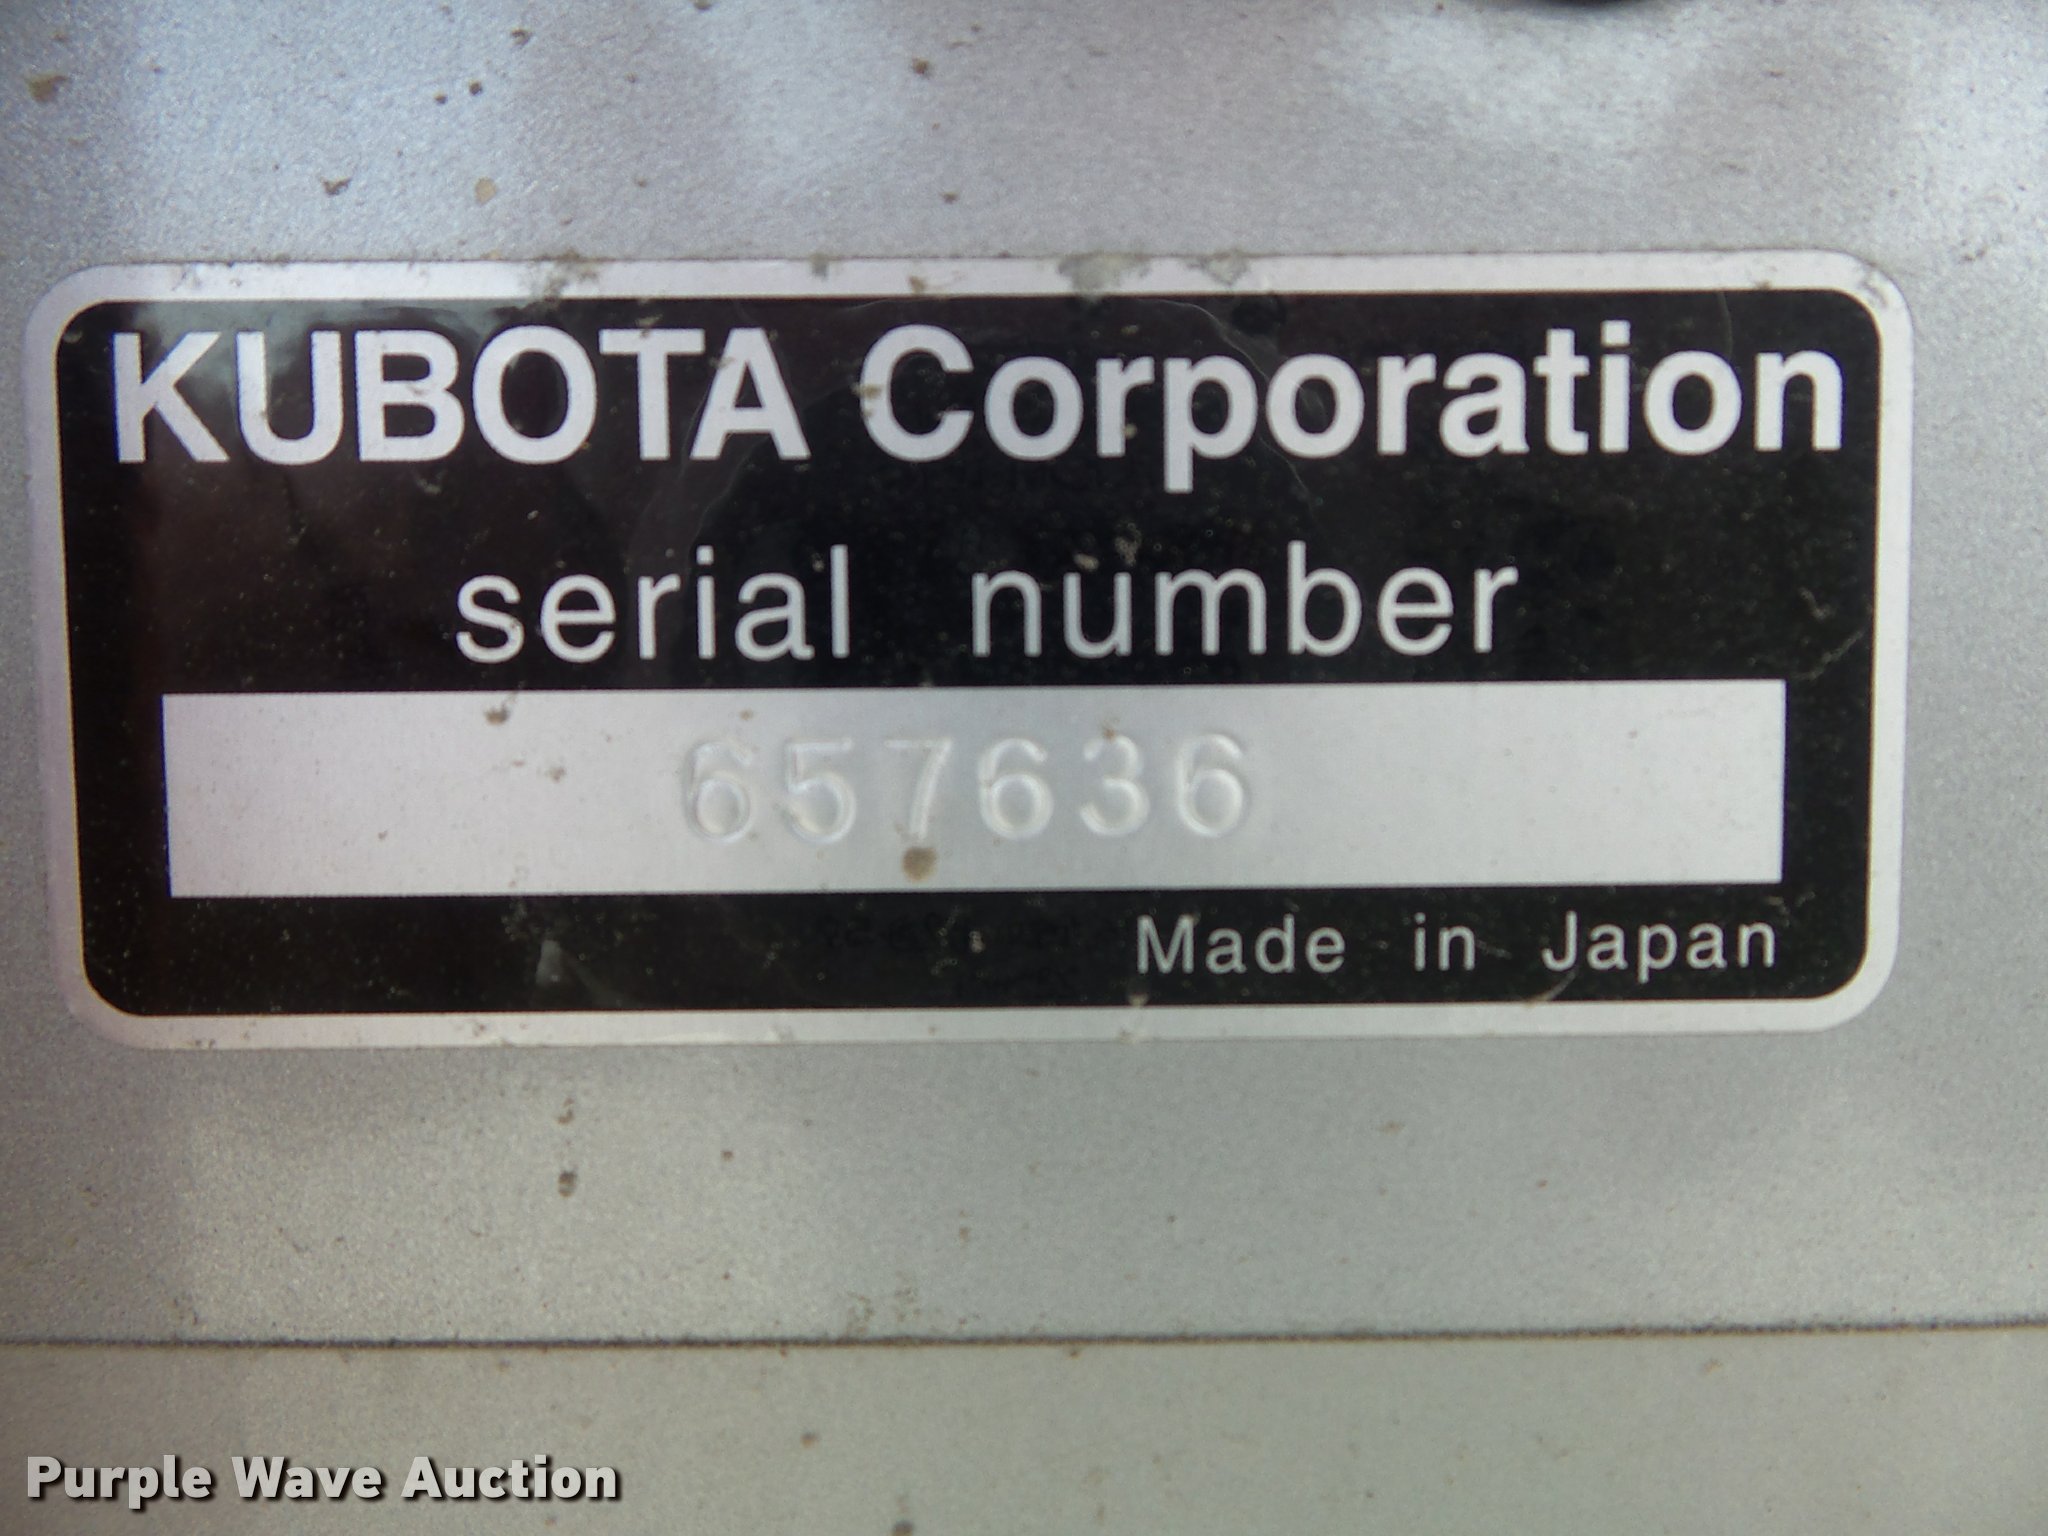 KUBOTA Corporation
serial number
657636
Made in Japan
Purple Wave Auction